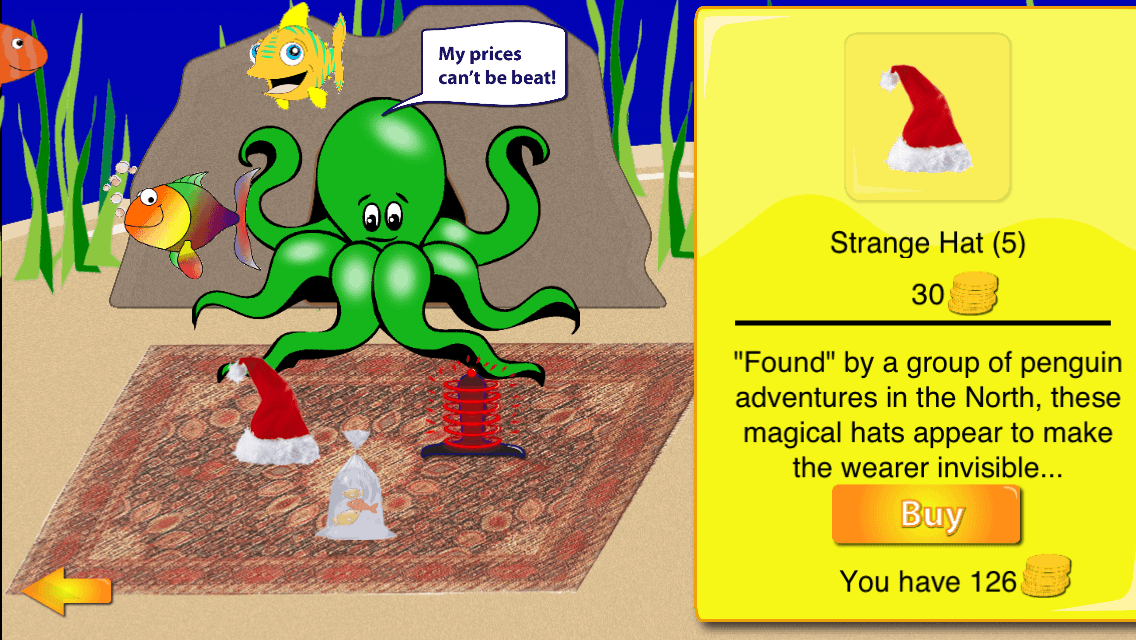 My prices
can't be beat!
Strange Hat (5)
30
"Found" by a group of penguin
adventures in the North, these
magical hats appear to make
the wearer invisible...
Buy
You have 126